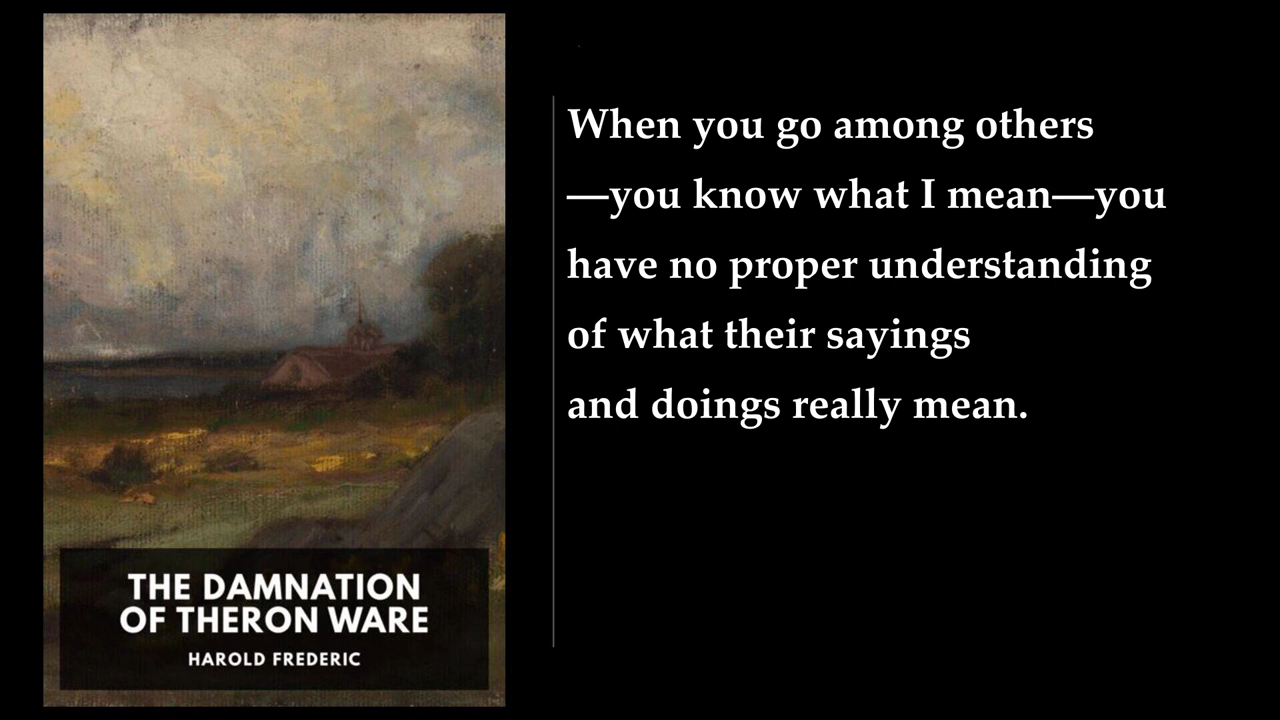 THE DAMNATION
OF THERON WARE
HAROLD FREDERIC
When you go among others
—you know what I mean—you
have no proper understanding
of what their sayings
and doings really mean.